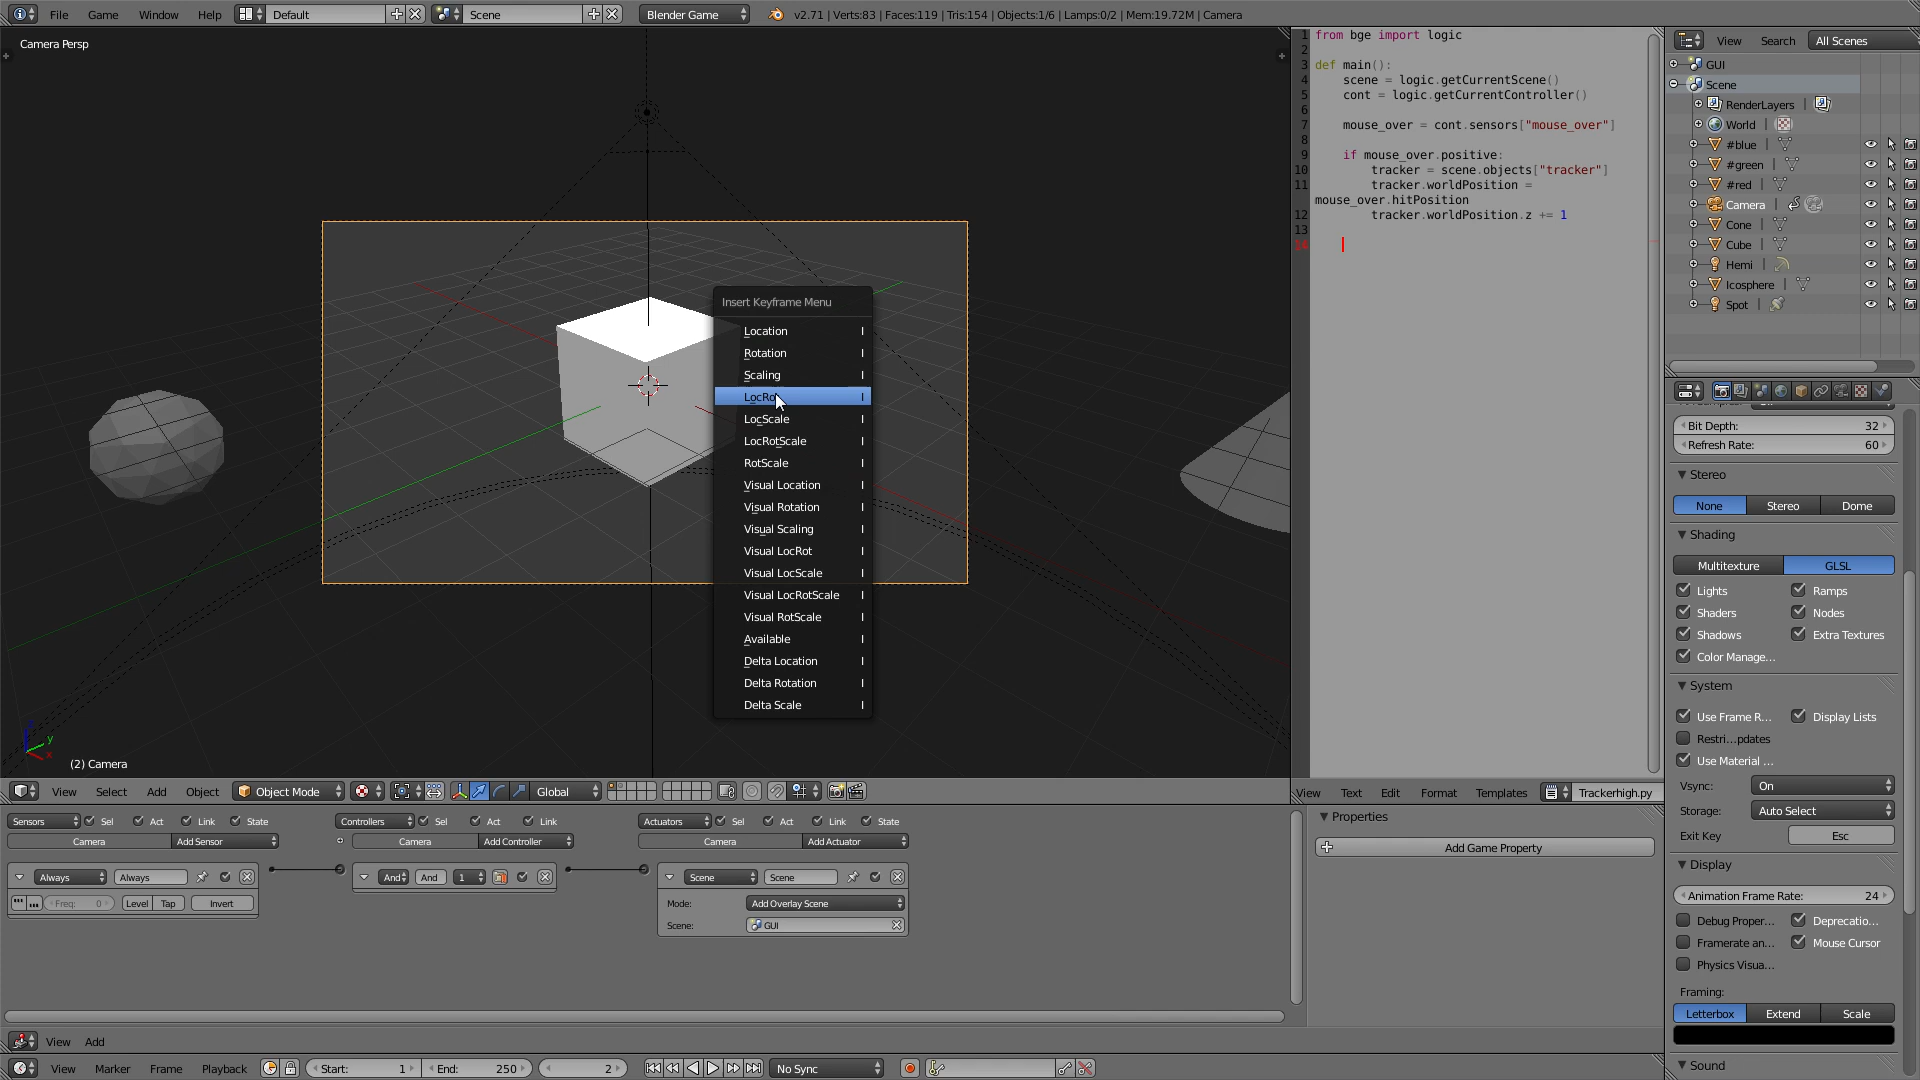 File Game Window Help Default Scene Blender Game v2.71 | Verts:83 | Faces:119 | Tris:154 | Objects:1/6 | Lamps:0/2 | Mem:19.72M | Camera
Camera Persp
Insert Keyframe Menu
Location I
Rotation I
Scaling I
LocRo I
LocScale I
LocRotScale I
RotScale I
Visual Location I
Visual Rotation I
Visual Scaling I
Visual LocRot I
Visual LocScale I
Visual LocRotScale I
Visual RotScale I
Available I
Delta Location I
Delta Rotation I
Delta Scale I
y
x
(2) Camera
View Select Add Object Object Mode Global
1 from bge import logic
2
3 def main():
4 scene = logic.getCurrentScene()
5 cont = logic.getCurrentController()
6
7 mouse_over = cont.sensors["mouse_over"]
8
9 if mouse_over.positive:
10 tracker = scene.objects["tracker"]
11 tracker.worldPosition =
mouse_over.hitPosition
12 tracker.worldPosition.z += 1
13
14
View Text Edit Format Templates Trackerhigh.py
View Search All Scenes
GUI
Scene
RenderLayers |
World |
#blue |
#green |
#red |
Camera |
Cone |
Cube |
Hemi |
Icosphere |
Spot |
Bit Depth: 32
Refresh Rate: 60
Stereo
None Stereo Dome
Shading
Multitexture GLSL
Lights Ramps
Shaders Nodes
Shadows Extra Textures
Color Manage...
System
Use Frame R... Display Lists
Restri...pdates
Use Material ...
Vsync: On
Storage: Auto Select
Exit Key Esc
Display
Animation Frame Rate: 24
Debug Proper... Deprecatio...
Framerate an... Mouse Cursor
Physics Visua...
Framing:
Letterbox Extend Scale
Sound
Sensors Sel Act Link State Controllers Sel Act Link Actuators Sel Act Link State
Camera Add Sensor Camera Add Controller Camera Add Actuator
Always Always And And 1 Scene Scene
Freq: 0 Level Tap Invert
Mode: Add Overlay Scene
Scene: GUI
Properties
Add Game Property
View Add
View Marker Frame Playback Start: 1 End: 250 2 No Sync